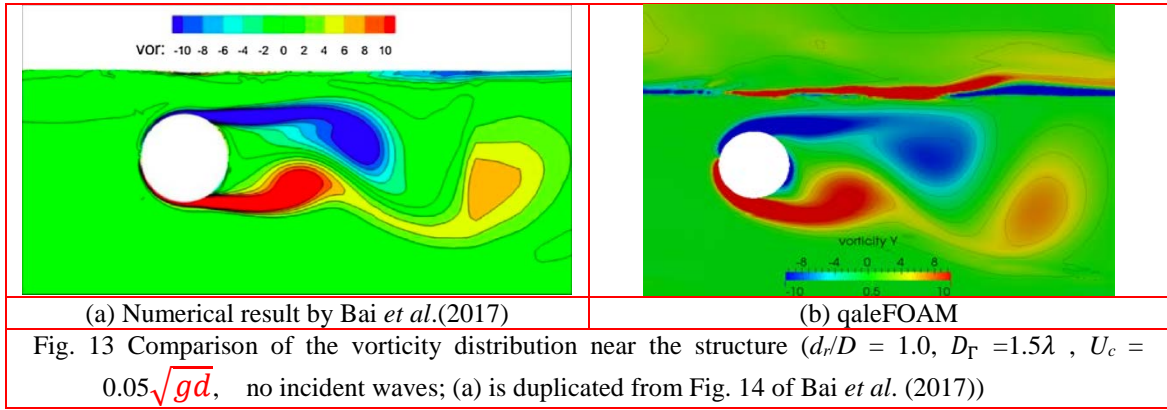 vor: -10 -8 -6 -4 -2 0 2 4 6 8 10
vorticity Y
-8 -4 0 4 8
-10 0.5 10
(a) Numerical result by Bai et al.(2017)
(b) qaleFOAM
Fig. 13 Comparison of the vorticity distribution near the structure (dr/D = 1.0, DΓ =1.5λ , Uc =
0.05√gd, no incident waves; (a) is duplicated from Fig. 14 of Bai et al. (2017))